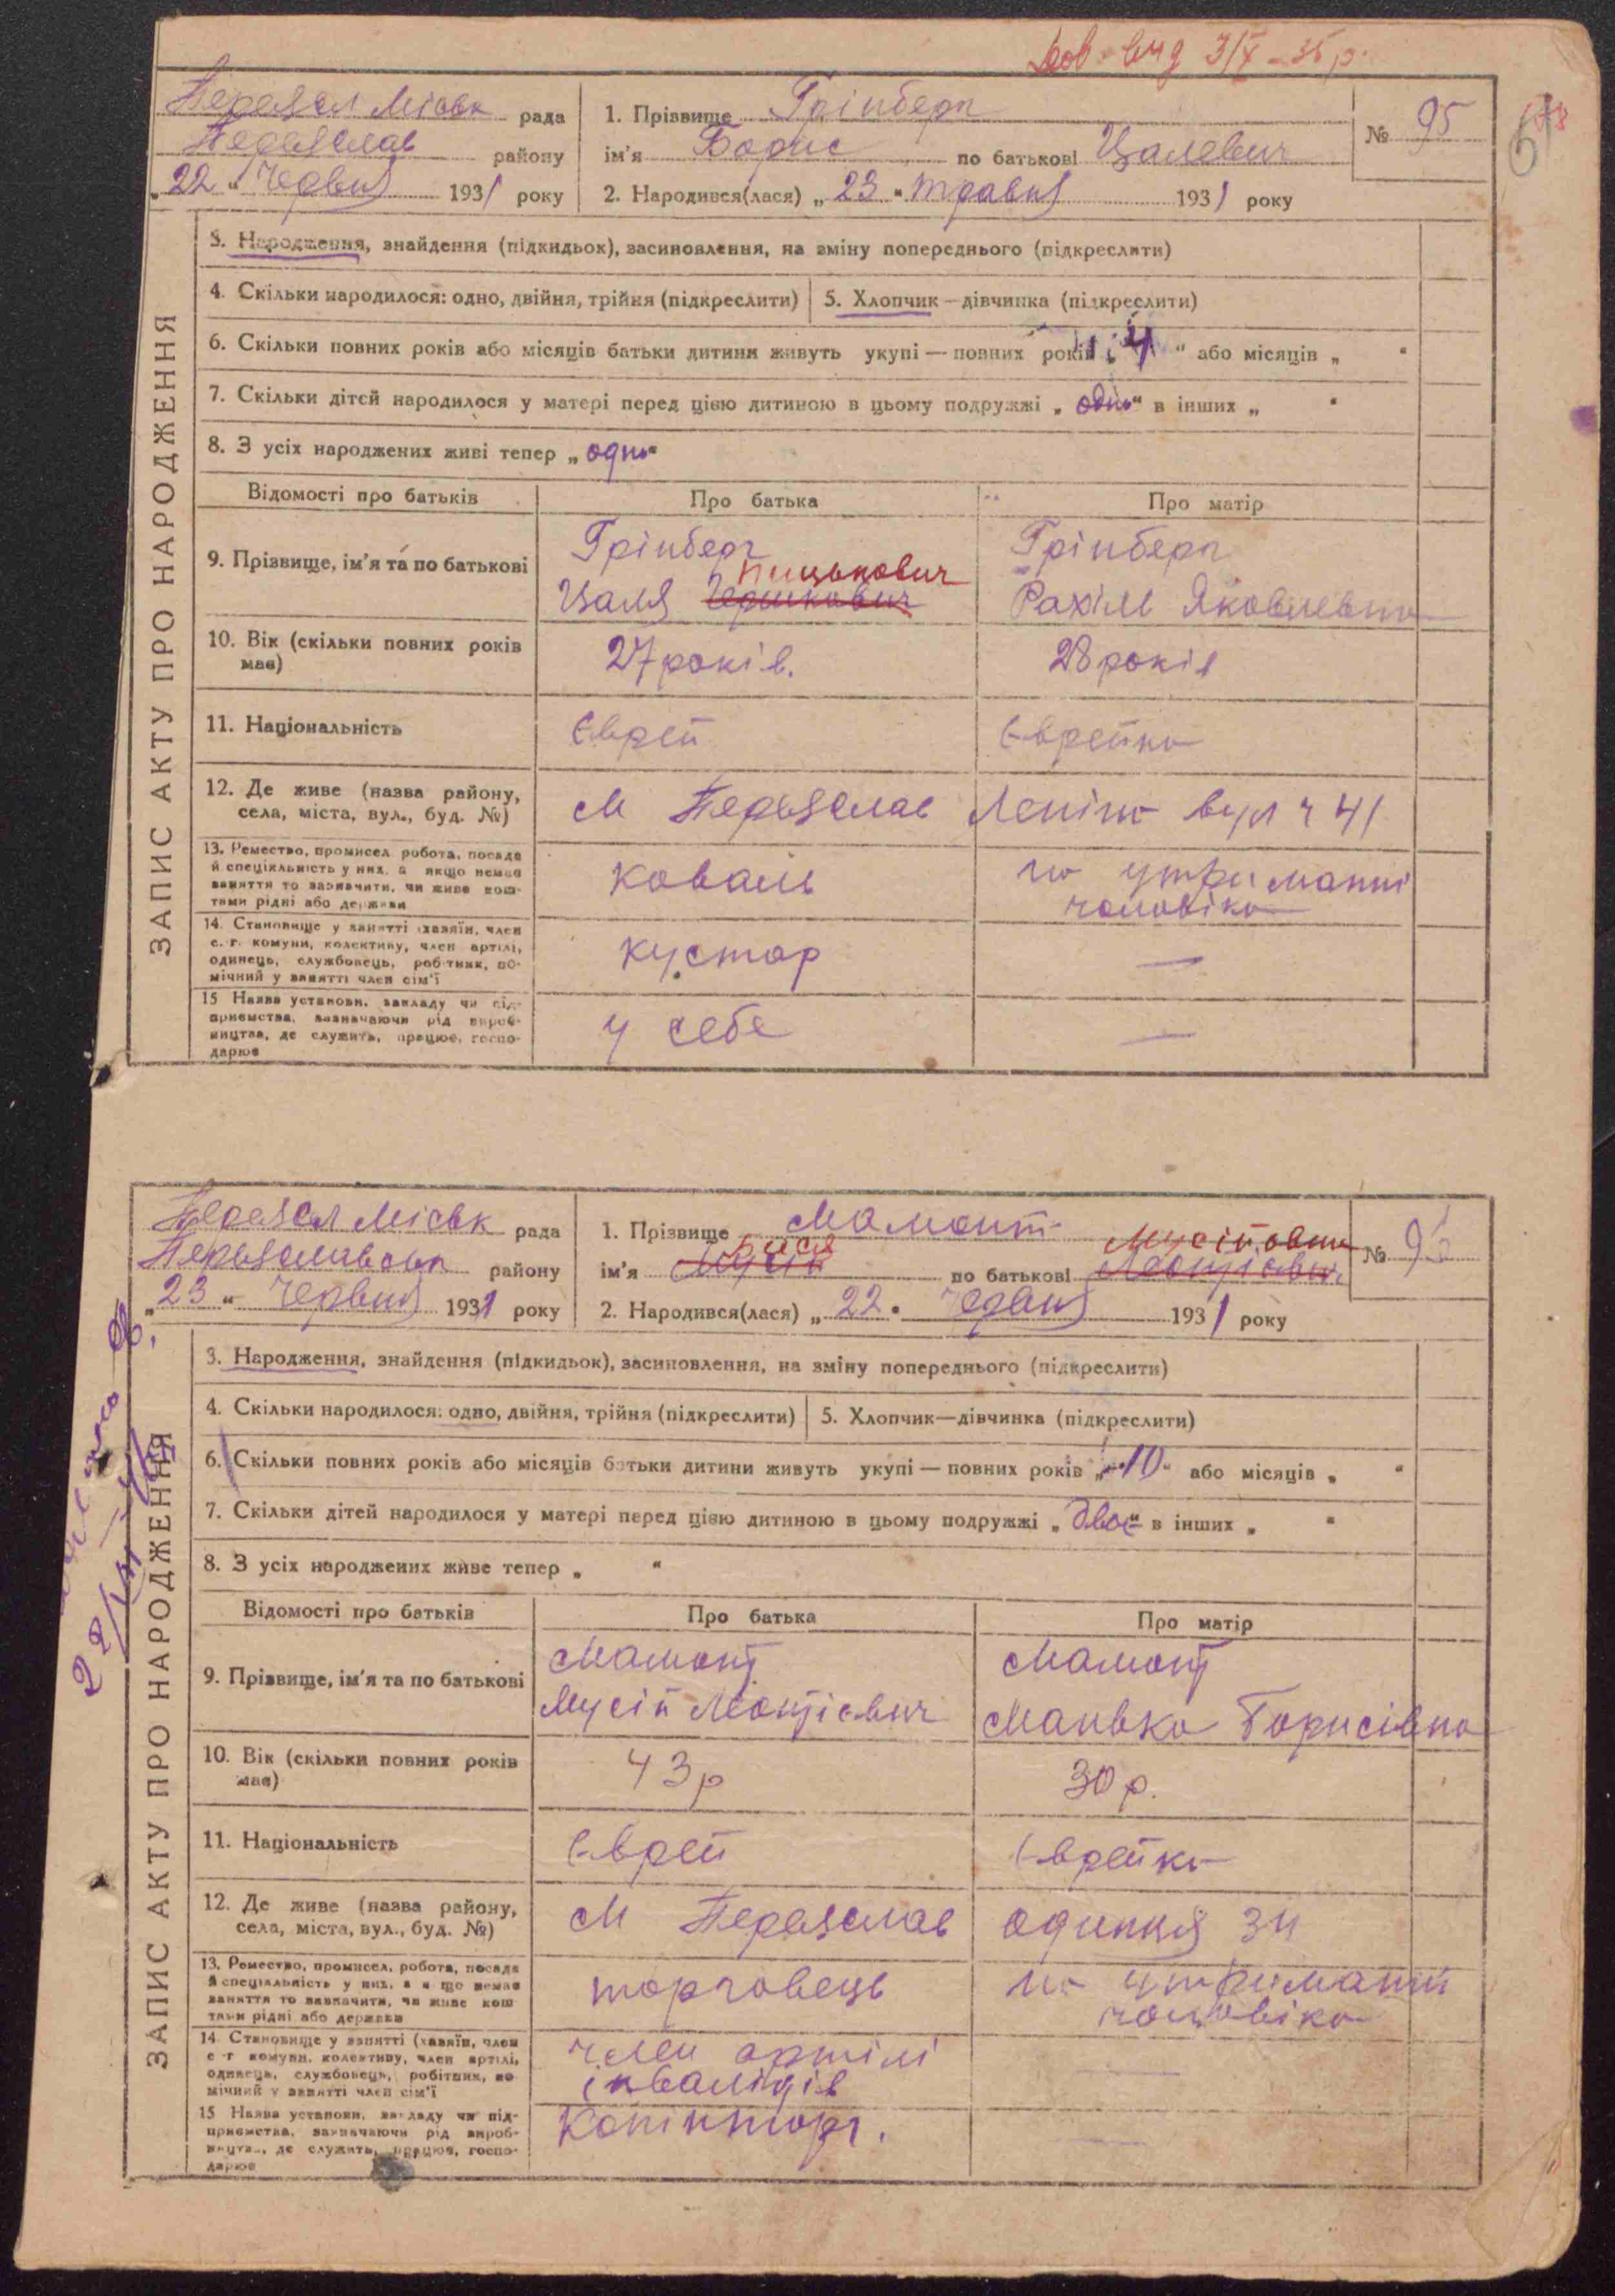 3/X - 35 р.
Переясл Міськ рада
Переяслав району
„22“ Червня 1931 року
1. Прізвище Грінберг
ім'я Борис по батькові Цалевич
№ 95
2. Народився(лася) „23“ травня 1931 року
ЗАПИС АКТУ ПРО НАРОДЖЕННЯ
3. Народження, знайдення (підкидьок), засиновлення, на зміну попереднього (підкреслити)
4. Скільки народилося: одно, двійня, трійня (підкреслити)
5. Хлопчик—дівчинка (підкреслити)
6. Скільки повних років або місяців батьки дитини живуть укупі — повних років „4“ або місяців „ “
7. Скільки дітей народилося у матері перед цією дитиною в цьому подружжі „одно“ в інших „ “
8. З усіх народжених живі тепер „одно“
Відомості про батьків
Про батька
Про матір
9. Прізвище, ім'я та по батькові
Грінберг
Цаля
Грінберг
Рахіль Яковлевна
10. Вік (скільки повних років має)
27 років.
28 років
11. Національність
Єврей
Єврейка
12. Де живе (назва району, села, міста, вул., буд. №)
м Переяслав Леніна вул ч 41
13. Ремество, промисел, робота, посада й спеціяльність у них, а якщо немає заняття то зазначити, чи живе коштами рідні або держави
коваль
на утриманні
чоловіка
14. Становище у занятті (хазяїн, член с.-г. комуни, колективу, член артілі, одинець, службовець, робітник, помічний у занятті член сім'ї
кустар
—
15 Назва установи, закладу чи підприємства, зазначаючи рід виробництва, де служить, працює, господарює
у себе
—
Переясл Міськ рада
Переяславськ району
„23“ Червня 1931 року
1. Прізвище Мамонт
ім'я Мусій по батькові Мусіївна
№ 96
2. Народився(лася) „22“ Червня 1931 року
ЗАПИС АКТУ ПРО НАРОДЖЕННЯ
3. Народження, знайдення (підкидьок), засиновлення, на зміну попереднього (підкреслити)
4. Скільки народилося: одно, двійня, трійня (підкреслити)
5. Хлопчик—дівчинка (підкреслити)
6. Скільки повних років або місяців батьки дитини живуть укупі — повних років „10“ або місяців „ “
7. Скільки дітей народилося у матері перед цією дитиною в цьому подружжі „двоє“ в інших „ “
8. З усіх народжених живе тепер „ “
Відомості про батьків
Про батька
Про матір
9. Прізвище, ім'я та по батькові
Мамонт
Мусій Леонтієвич
Мамонт
Манька Борисівна
10. Вік (скільки повних років має)
43 р
30 р.
11. Національність
Єврей
Єврейка
12. Де живе (назва району, села, міста, вул., буд. №)
м Переяслав
13. Ремество, промисел, робота, посада й спеціяльність у них, а якщо немає заняття то зазначити, чи живе коштами рідні або держави
торговець
на утриманні
чоловіка
14. Становище у занятті (хазяїн, член с.-г. комуни, колективу, член артілі, одинець, службовець, робітник, помічний у занятті член сім'ї
член артілі
інвалідів
—
15 Назва установи, закладу чи підприємства, зазначаючи рід виробництва, де служить, працює, господарює
Копінторг.
—